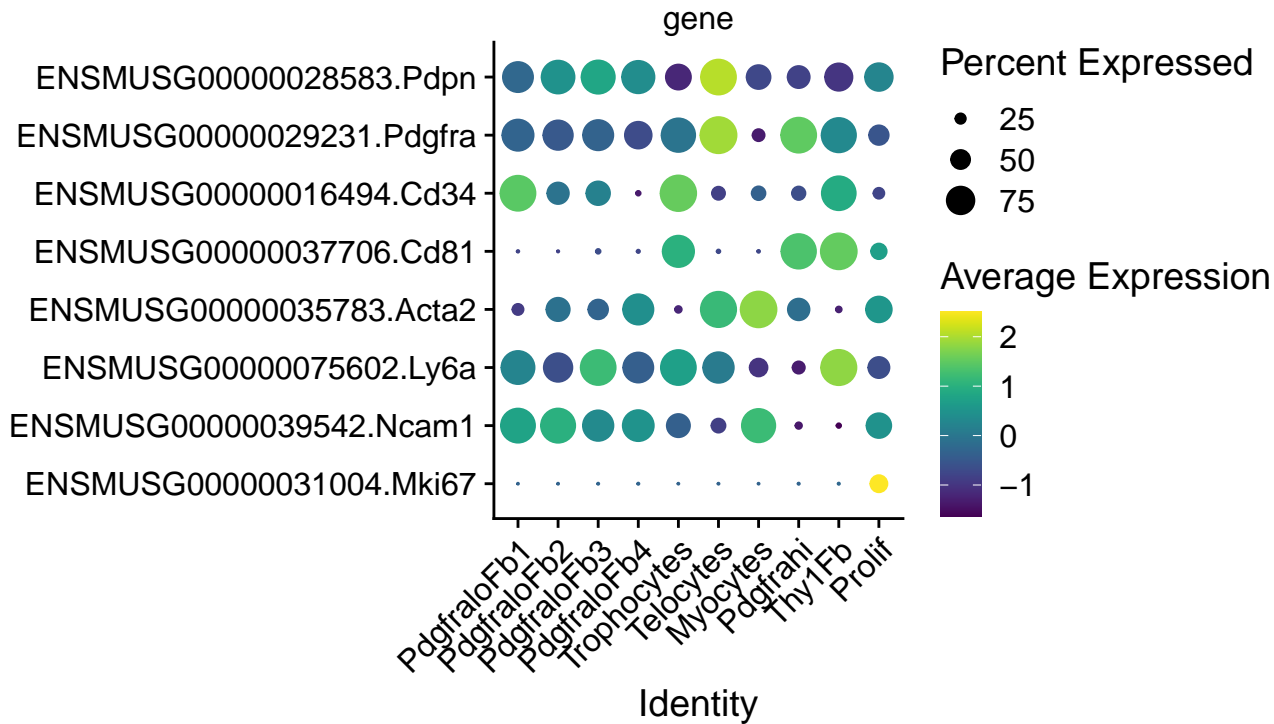 gene
ENSMUSG00000028583.Pdpn
ENSMUSG00000029231.Pdgfra
ENSMUSG00000016494.Cd34
ENSMUSG00000037706.Cd81
ENSMUSG00000035783.Acta2
ENSMUSG00000075602.Ly6a
ENSMUSG00000039542.Ncam1
ENSMUSG00000031004.Mki67
PdgfraloFb1
PdgfraloFb2
PdgfraloFb3
PdgfraloFb4
Trophocytes
Telocytes
Myocytes
Pdgfrahi
Thy1Fb
Prolif
Identity
Percent Expressed
25
50
75
Average Expression
2
1
0
−1